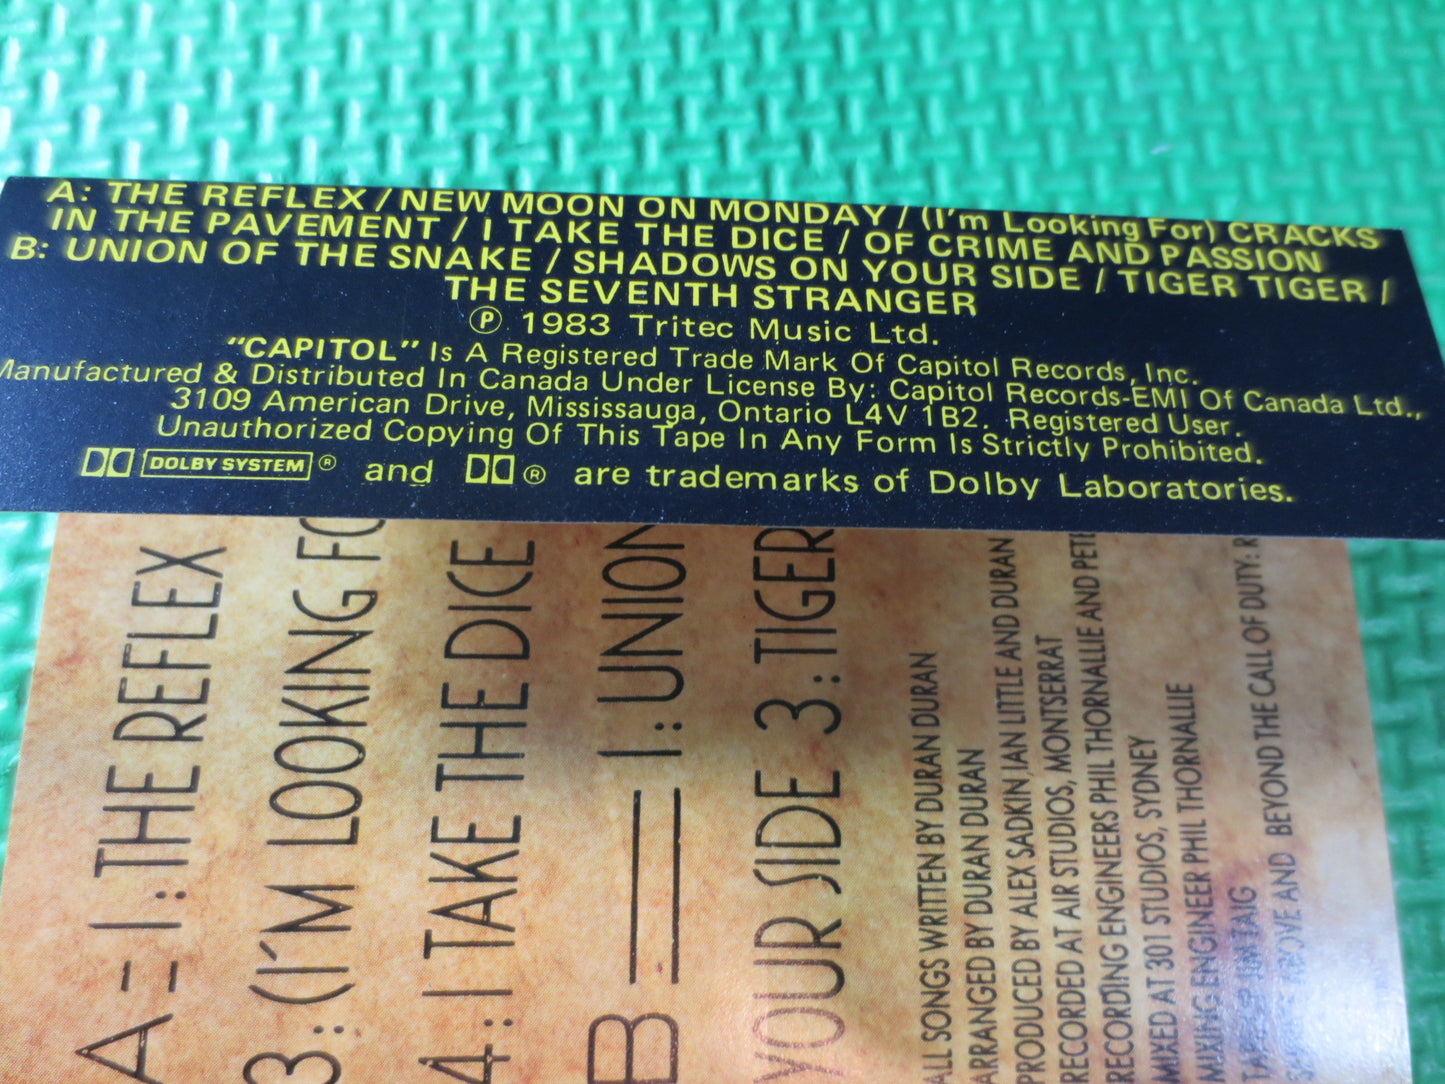 A: THE REFLEX / NEW MOON ON MONDAY / (I'm Looking For) CRACKS
IN THE PAVEMENT / I TAKE THE DICE / OF CRIME AND PASSION
B: UNION OF THE SNAKE / SHADOWS ON YOUR SIDE / TIGER TIGER /
THE SEVENTH STRANGER
Ⓟ 1983 Tritec Music Ltd.
"CAPITOL" Is A Registered Trade Mark Of Capitol Records, Inc.
Manufactured & Distributed In Canada Under License By: Capitol Records-EMI Of Canada Ltd.,
3109 American Drive, Mississauga, Ontario L4V 1B2. Registered User.
Unauthorized Copying Of This Tape In Any Form Is Strictly Prohibited.
DOLBY SYSTEM ® and ® are trademarks of Dolby Laboratories.
A = 1: THE REFLEX
3: (I'M LOOKING FO
4: I TAKE THE DICE
B = 1: UNION
YOUR SIDE 3: TIGER
ALL SONGS WRITTEN BY DURAN DURAN
ARRANGED BY DURAN DURAN
PRODUCED BY ALEX SADKIN, IAN LITTLE AND DURAN
RECORDED AT AIR STUDIOS, MONTSERRAT
RECORDING ENGINEERS PHIL THORNALLIE AND PETE
MIXED AT 301 STUDIOS, SYDNEY
MIXING ENGINEER PHIL THORNALLIE
ABOVE AND BEYOND THE CALL OF DUTY: R